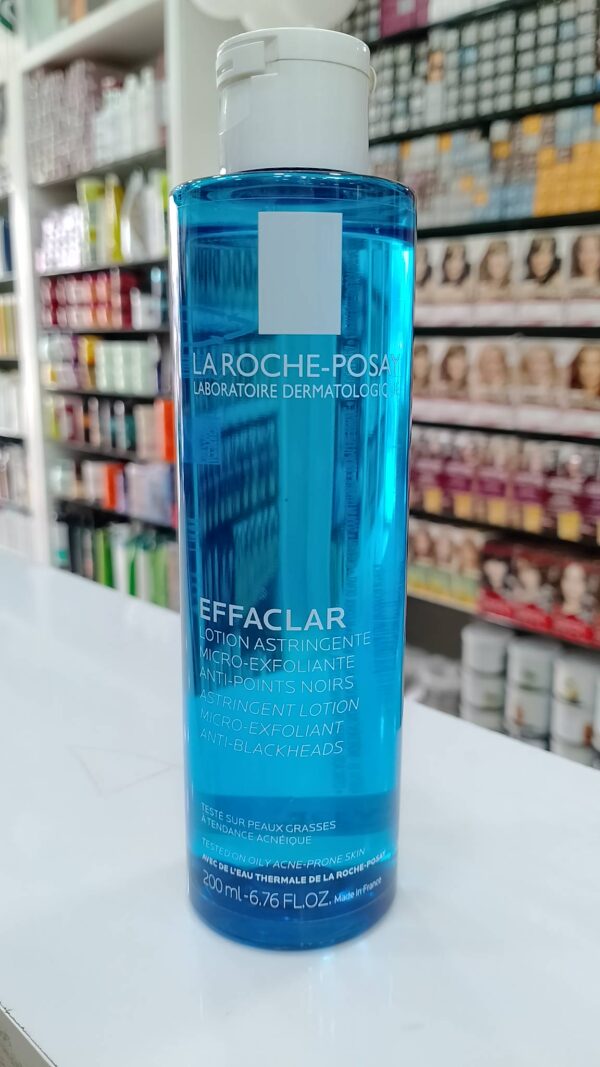 LA ROCHE-POSAY
LABORATOIRE DERMATOLOGIQUE
EFFACLAR
LOTION ASTRINGENTE
MICRO-EXFOLIANTE
ANTI-POINTS NOIRS
ASTRINGENT LOTION
MICRO-EXFOLIANT
ANTI-BLACKHEADS
TESTÉ SUR PEAUX GRASSES
À TENDANCE ACNÉIQUE
TESTED ON OILY ACNE-PRONE SKIN
AVEC DE L'EAU THERMALE DE LA ROCHE-POSAY
200 ml-6.76 FL.OZ. Made in France